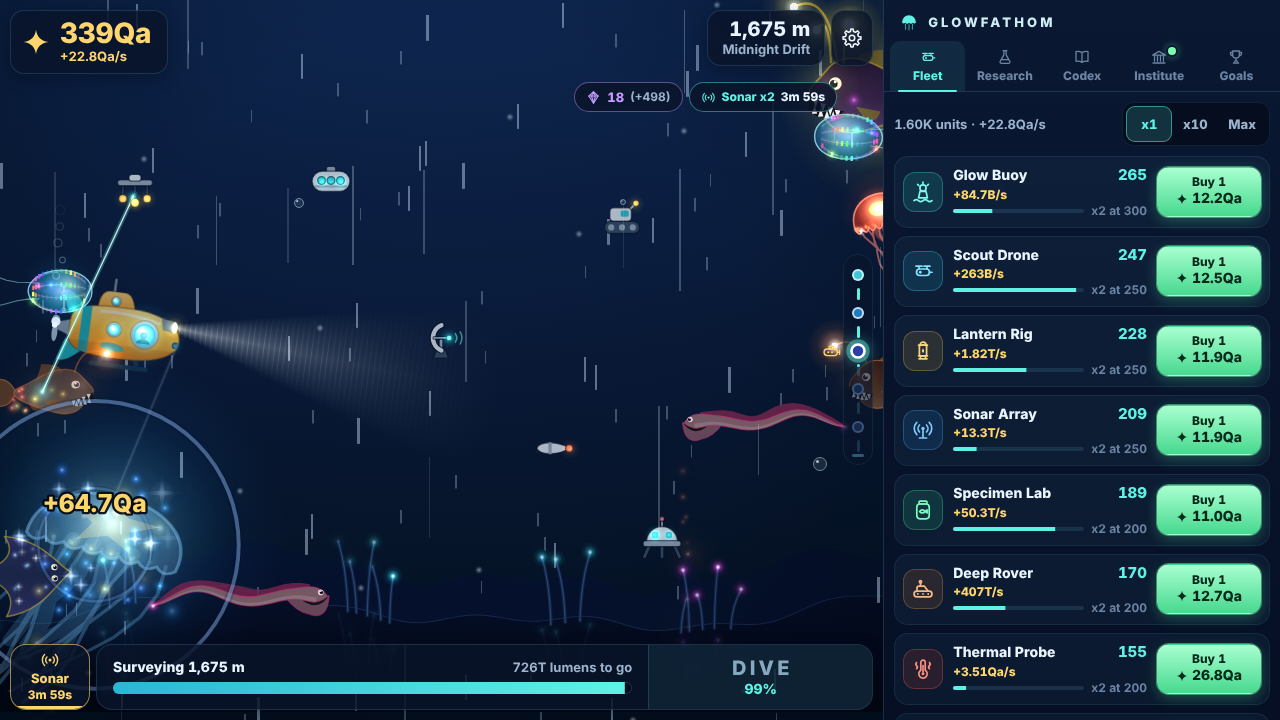 339Qa
+22.8Qa/s
1,675 m
Midnight Drift
18 (+498)
Sonar x2 3m 59s
+64.7Qa
Sonar
3m 59s
Surveying 1,675 m
726T lumens to go
DIVE
99%
GLOWFATHOM
Fleet
Research
Codex
Institute
Goals
1.60K units · +22.8Qa/s
x1
x10
Max
Glow Buoy
265
+84.7B/s
x2 at 300
Buy 1
12.2Qa
Scout Drone
247
+263B/s
x2 at 250
Buy 1
12.5Qa
Lantern Rig
228
+1.82T/s
x2 at 250
Buy 1
11.9Qa
Sonar Array
209
+13.3T/s
x2 at 250
Buy 1
11.9Qa
Specimen Lab
189
+50.3T/s
x2 at 200
Buy 1
11.0Qa
Deep Rover
170
+407T/s
x2 at 200
Buy 1
12.7Qa
Thermal Probe
155
+3.51Qa/s
x2 at 200
Buy 1
26.8Qa